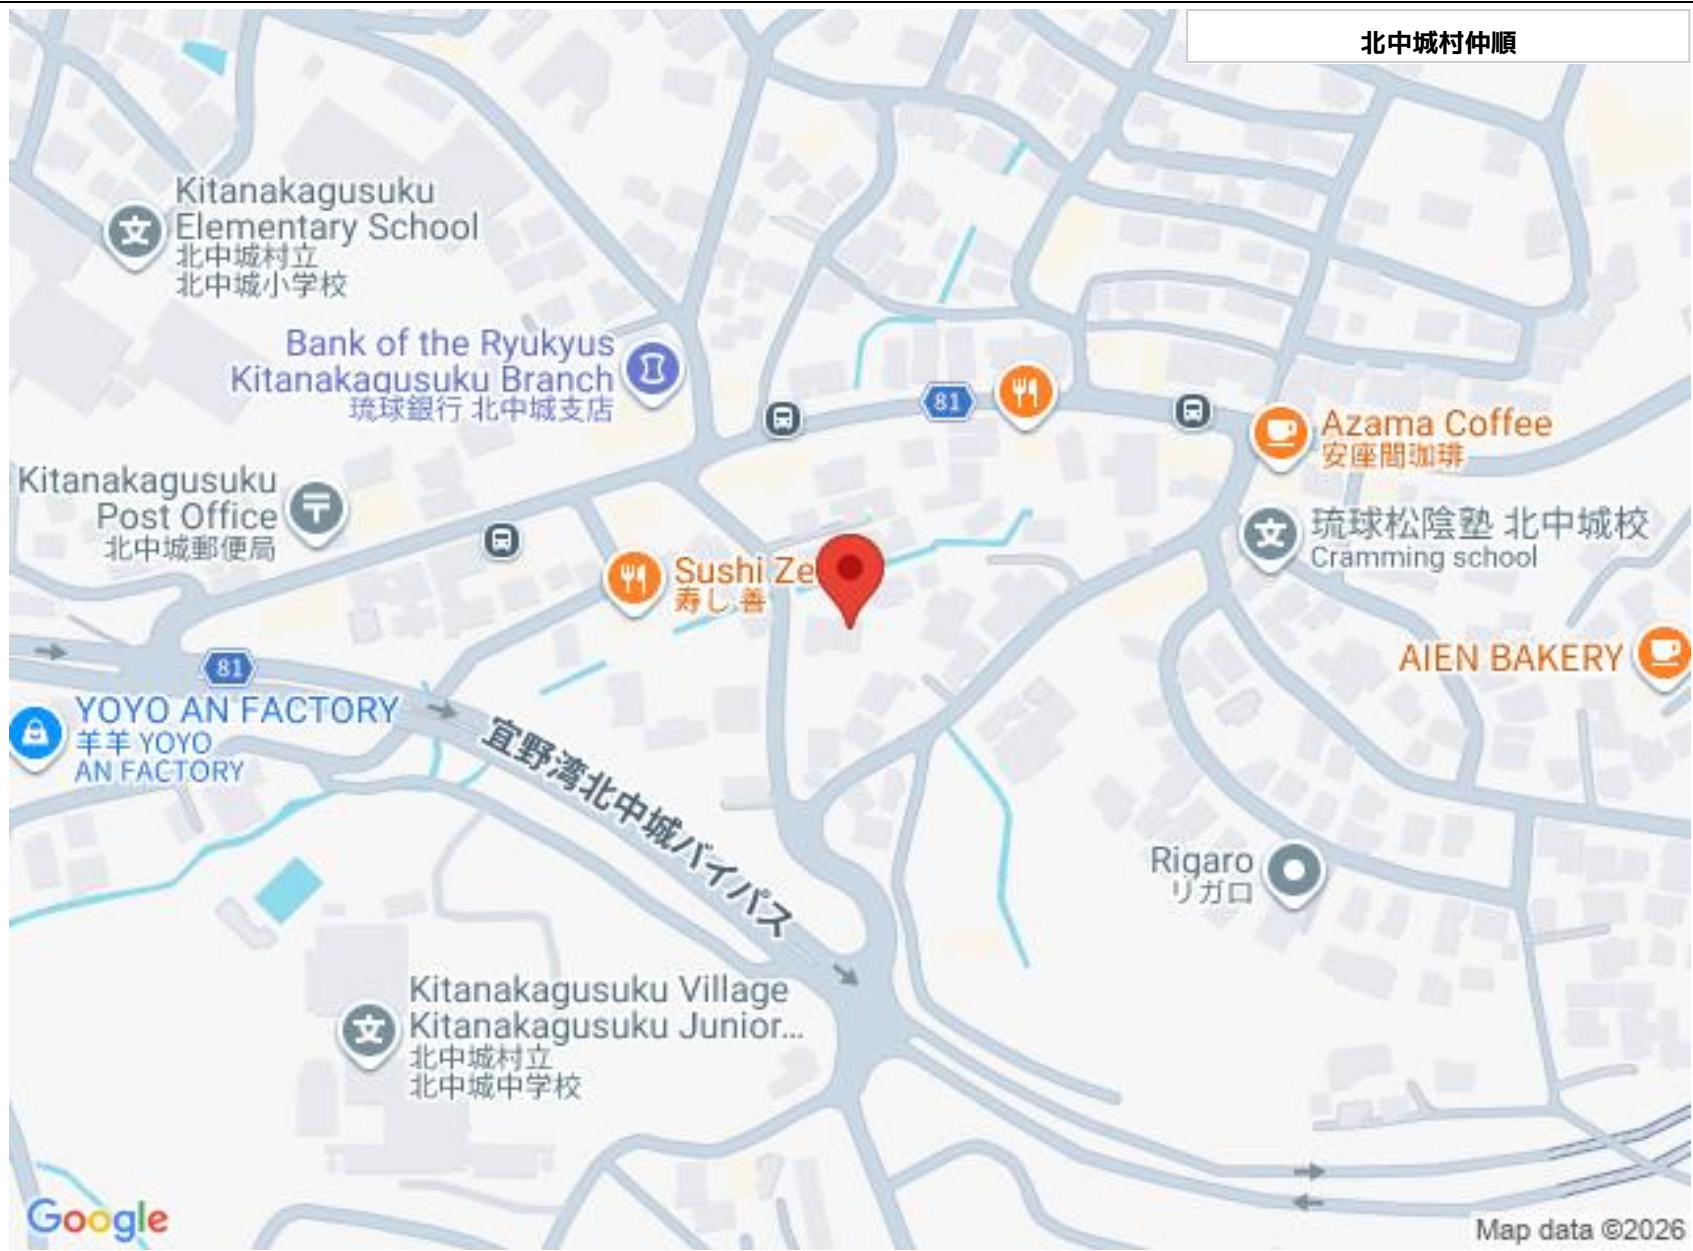 北中城村仲順
Kitanakagusuku
Elementary School
北中城村立
北中城小学校
Bank of the Ryukyus
Kitanakagusuku Branch
琉球銀行 北中城支店
81
Azama Coffee
安座間珈琲
Kitanakagusuku
Post Office
北中城郵便局
琉球松陰塾 北中城校
Cramming school
Sushi Ze
寿し 善
AIEN BAKERY
81
YOYO AN FACTORY
羊羊 YOYO
AN FACTORY
宜野湾北中城バイパス
Rigaro
リガロ
Kitanakagusuku Village
Kitanakagusuku Junior...
北中城村立
北中城中学校
Google
Map data ©2026